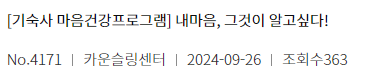 [기숙사 마음건강프로그램] 내마음, 그것이 알고싶다!
No.4171 | 카운슬링센터 | 2024-09-26 | 조회수363